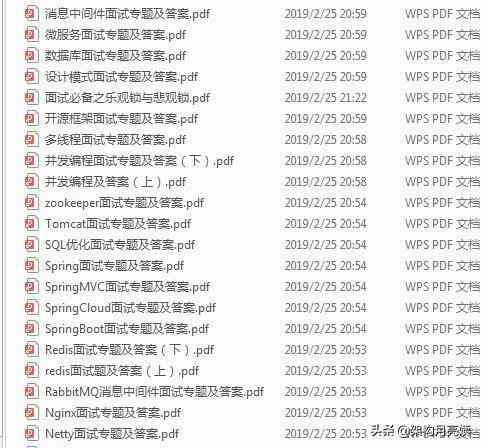 消息中间件面试专题及答案.pdf 2019/2/25 20:59 WPS PDF 文档
微服务面试专题及答案.pdf 2019/2/25 20:59 WPS PDF 文档
数据库面试专题及答案.pdf 2019/2/25 20:59 WPS PDF 文档
设计模式面试专题及答案.pdf 2019/2/25 20:59 WPS PDF 文档
面试必备之乐观锁与悲观锁.pdf 2019/2/25 21:22 WPS PDF 文档
开源框架面试专题及答案.pdf 2019/2/25 20:59 WPS PDF 文档
多线程面试专题及答案.pdf 2019/2/25 20:58 WPS PDF 文档
并发编程面试专题及答案（下）.pdf 2019/2/25 20:58 WPS PDF 文档
并发编程及答案（上）.pdf 2019/2/25 20:58 WPS PDF 文档
zookeeper面试专题及答案.pdf 2019/2/25 20:54 WPS PDF 文档
Tomcat面试专题及答案.pdf 2019/2/25 20:54 WPS PDF 文档
SQL优化面试专题及答案.pdf 2019/2/25 20:54 WPS PDF 文档
Spring面试专题及答案.pdf 2019/2/25 20:54 WPS PDF 文档
SpringMVC面试专题及答案.pdf 2019/2/25 20:54 WPS PDF 文档
SpringCloud面试专题及答案.pdf 2019/2/25 20:54 WPS PDF 文档
SpringBoot面试专题及答案.pdf 2019/2/25 20:54 WPS PDF 文档
Redis面试专题及答案（下）.pdf 2019/2/25 20:53 WPS PDF 文档
redis面试题及答案（上）.pdf 2019/2/25 20:53 WPS PDF 文档
RabbitMQ消息中间件面试专题及答案.pdf 2019/2/25 20:53 WPS PDF 文档
Nginx面试专题及答案.pdf 2019/2/25 20:53 WPS PDF 文档
Netty面试专题及答案.pdf 2019/2/25 20:53 WPS PDF 文档
头条 @架构月亮